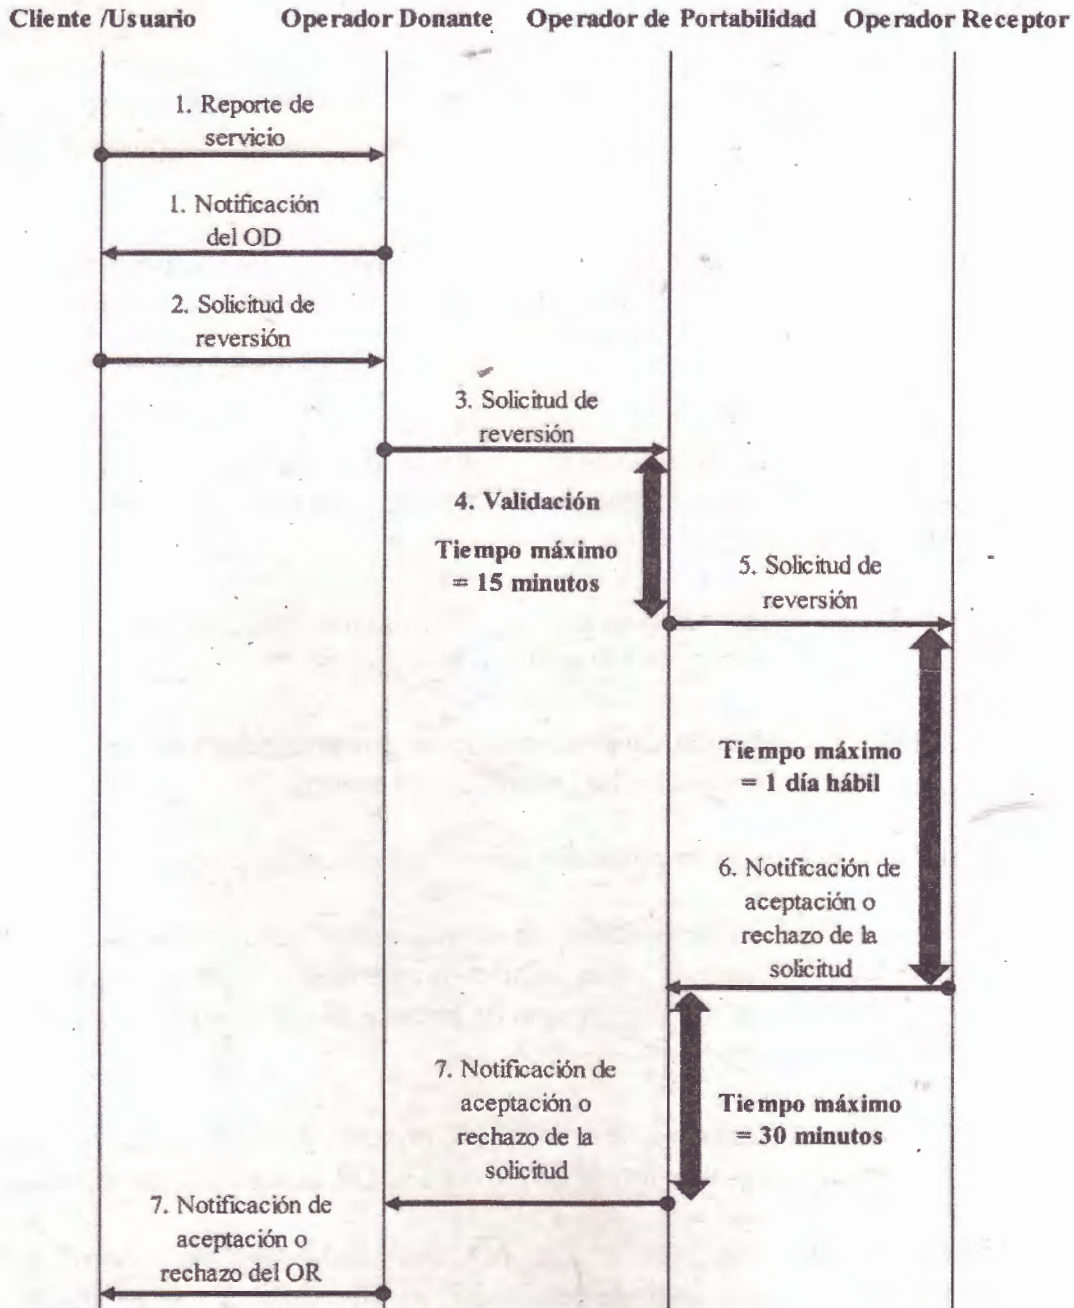 Cliente /Usuario
Operador Donante
Operador de Portabilidad
Operador Receptor
1. Reporte de
servicio
1. Notificación
del OD
2. Solicitud de
reversión
3. Solicitud de
reversión
4. Validación
Tiempo máximo
= 15 minutos
5. Solicitud de
reversión
Tiempo máximo
= 1 día hábil
6. Notificación de
aceptación o
rechazo de la
solicitud
7. Notificación de
aceptación o
rechazo de la
solicitud
Tiempo máximo
= 30 minutos
7. Notificación de
aceptación o
rechazo del OR